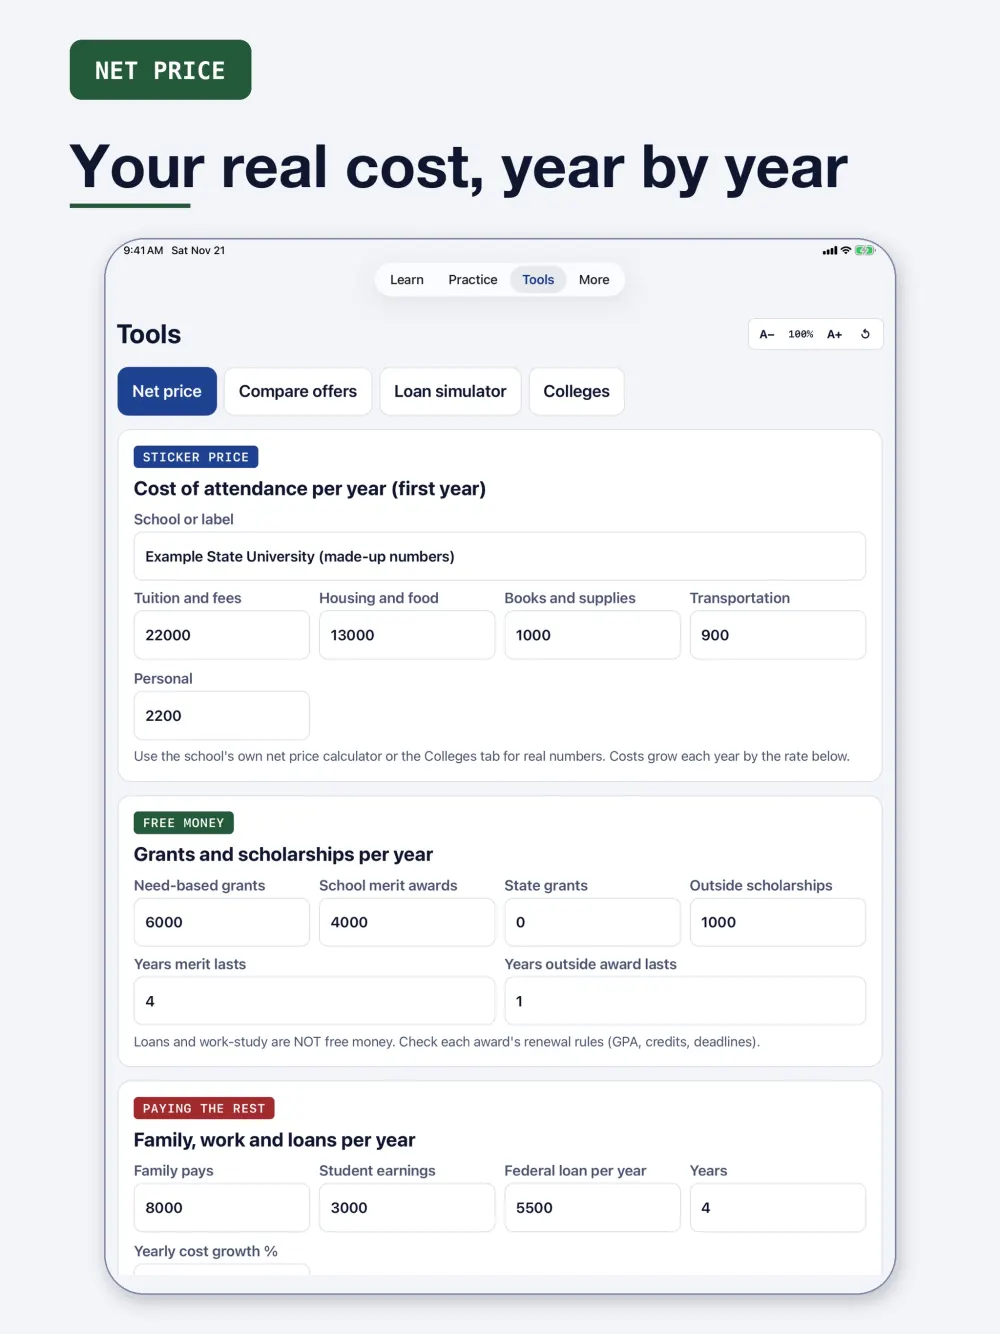 NET PRICE
Your real cost, year by year
9:41 AM Sat Nov 21
Learn Practice Tools More
Tools
A− 100% A+
Net price Compare offers Loan simulator Colleges
STICKER PRICE
Cost of attendance per year (first year)
School or label
Example State University (made-up numbers)
Tuition and fees Housing and food Books and supplies Transportation
22000 13000 1000 900
Personal
2200
Use the school's own net price calculator or the Colleges tab for real numbers. Costs grow each year by the rate below.
FREE MONEY
Grants and scholarships per year
Need-based grants School merit awards State grants Outside scholarships
6000 4000 0 1000
Years merit lasts Years outside award lasts
4 1
Loans and work-study are NOT free money. Check each award's renewal rules (GPA, credits, deadlines).
PAYING THE REST
Family, work and loans per year
Family pays Student earnings Federal loan per year Years
8000 3000 5500 4
Yearly cost growth %